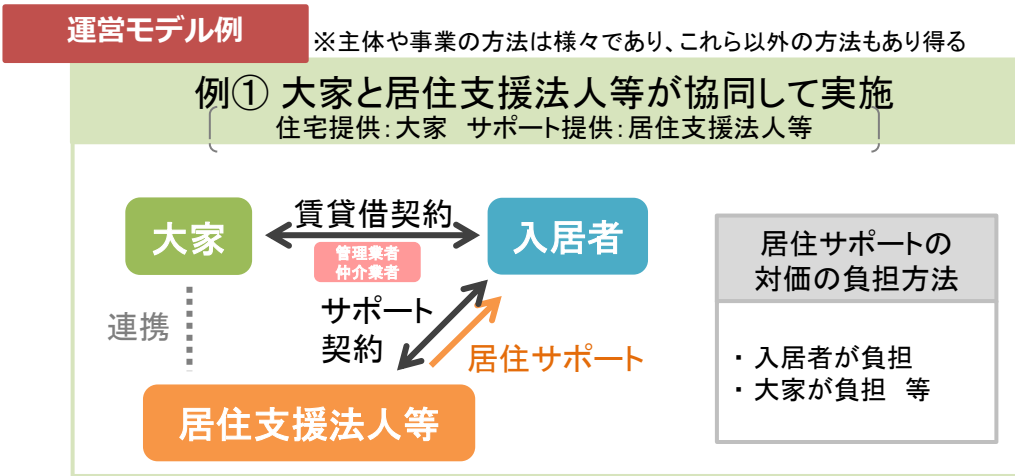 運営モデル例
※主体や事業の方法は様々であり、これら以外の方法もあり得る
例① 大家と居住支援法人等が協同して実施
住宅提供:大家 サポート提供:居住支援法人等
大家
賃貸借契約
入居者
管理業者
仲介業者
連携
サポート
契約
居住サポート
居住支援法人等
居住サポートの
対価の負担方法
・ 入居者が負担
・ 大家が負担 等